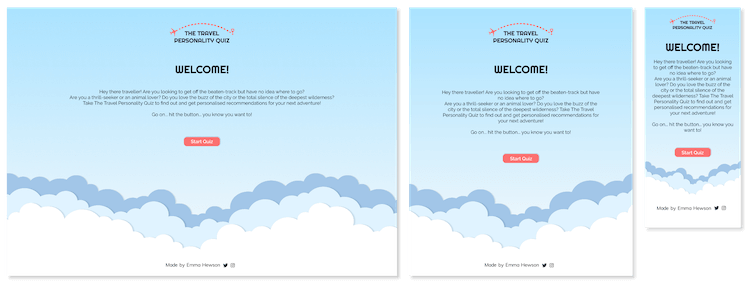 THE TRAVEL
PERSONALITY QUIZ
WELCOME!
Hey there traveller! Are you looking to get off the beaten-track but have no idea where to go?
Are you a thrill-seeker or an animal lover? Do you love the buzz of the city or the total silence of the deepest wilderness?
Take The Travel Personality Quiz to find out and get personalised recommendations for your next adventure!
Go on.. hit the button.. you know you want to!
Start Quiz
Made by Emma Hewson
THE TRAVEL
PERSONALITY QUIZ
WELCOME!
Hey there traveller! Are you looking to get off the beaten-track but have
no idea where to go?
Are you a thrill-seeker or an animal lover? Do you love the buzz of the
city or the total silence of the deepest wilderness?
Take The Travel Personality Quiz to find out and get personalised recommendations for
your next adventure!
Go on.. hit the button.. you know you want to!
Start Quiz
Made by Emma Hewson
THE TRAVEL
PERSONALITY QUIZ
WELCOME!
Hey there traveller! Are you looking
to get off the beaten-track but have
no idea where to go?
Are you a thrill-seeker or an animal
lover? Do you love the buzz of the
city or the total silence of the
deepest wilderness?
Take The Travel Personality Quiz to
find out and get personalised
recommendations for your next
adventure!
Go on.. hit the button.. you know you
want to!
Start Quiz
Made by Emma Hewson